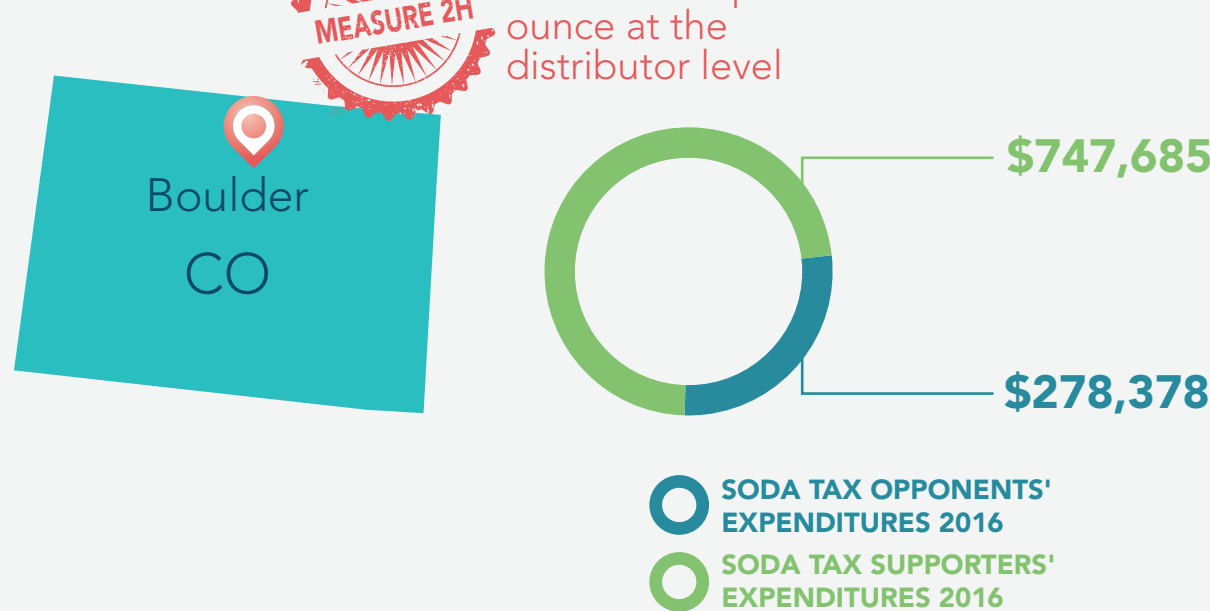 MEASURE 2H
ounce at the
distributor level
Boulder
CO
$747,685
$278,378
SODA TAX OPPONENTS'
EXPENDITURES 2016
SODA TAX SUPPORTERS'
EXPENDITURES 2016